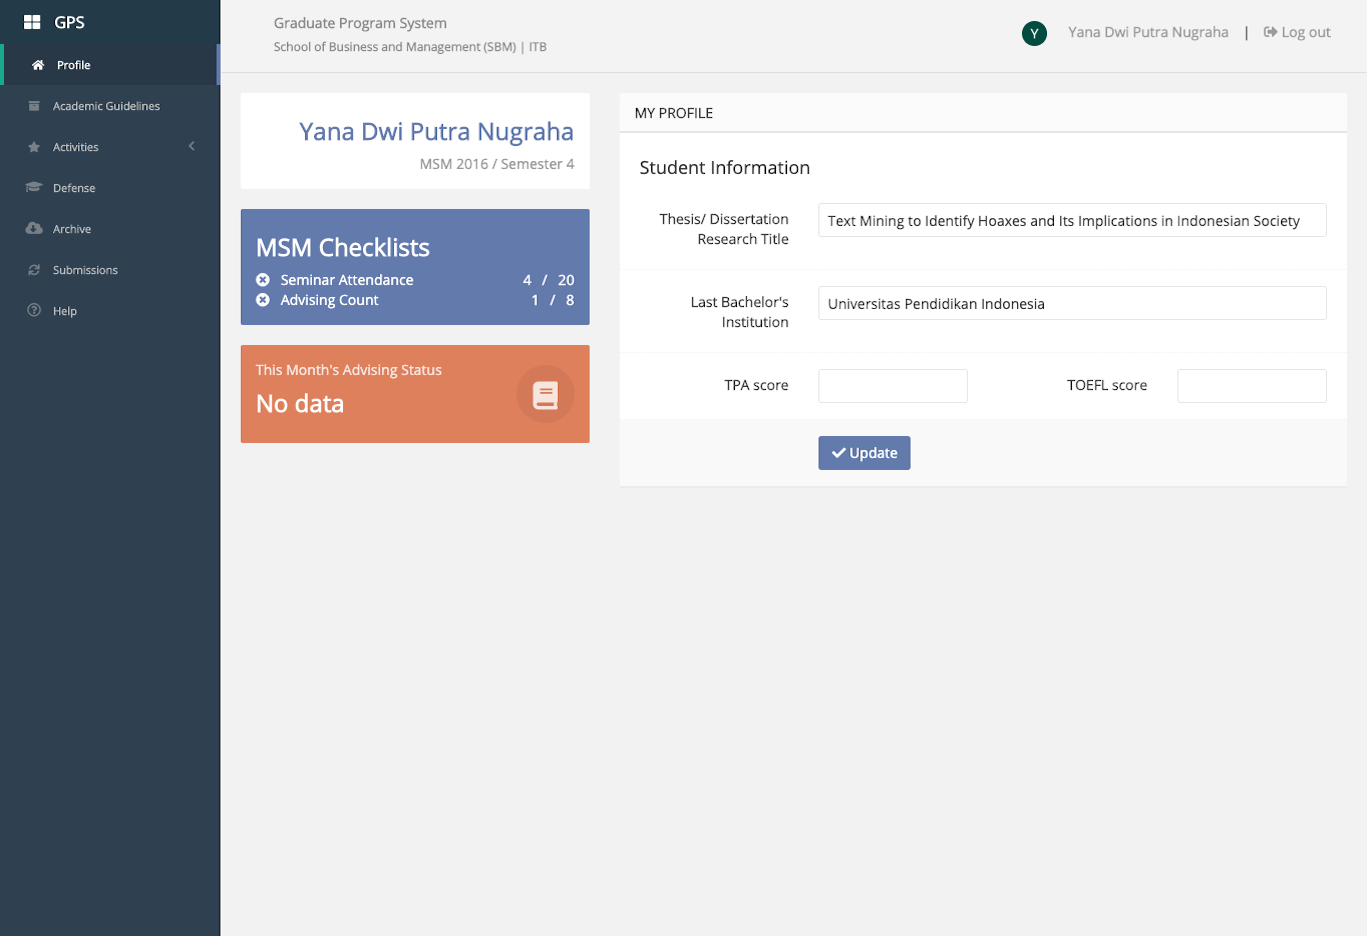 GPS
Profile
Academic Guidelines
Activities
Defense
Archive
Submissions
Help
Graduate Program System
School of Business and Management (SBM) | ITB
Y
Yana Dwi Putra Nugraha | Log out
Yana Dwi Putra Nugraha
MSM 2016 / Semester 4
MSM Checklists
Seminar Attendance 4 / 20
Advising Count 1 / 8
This Month's Advising Status
No data
MY PROFILE
Student Information
Thesis/ Dissertation
Research Title
Text Mining to Identify Hoaxes and Its Implications in Indonesian Society
Last Bachelor's
Institution
Universitas Pendidikan Indonesia
TPA score
TOEFL score
Update